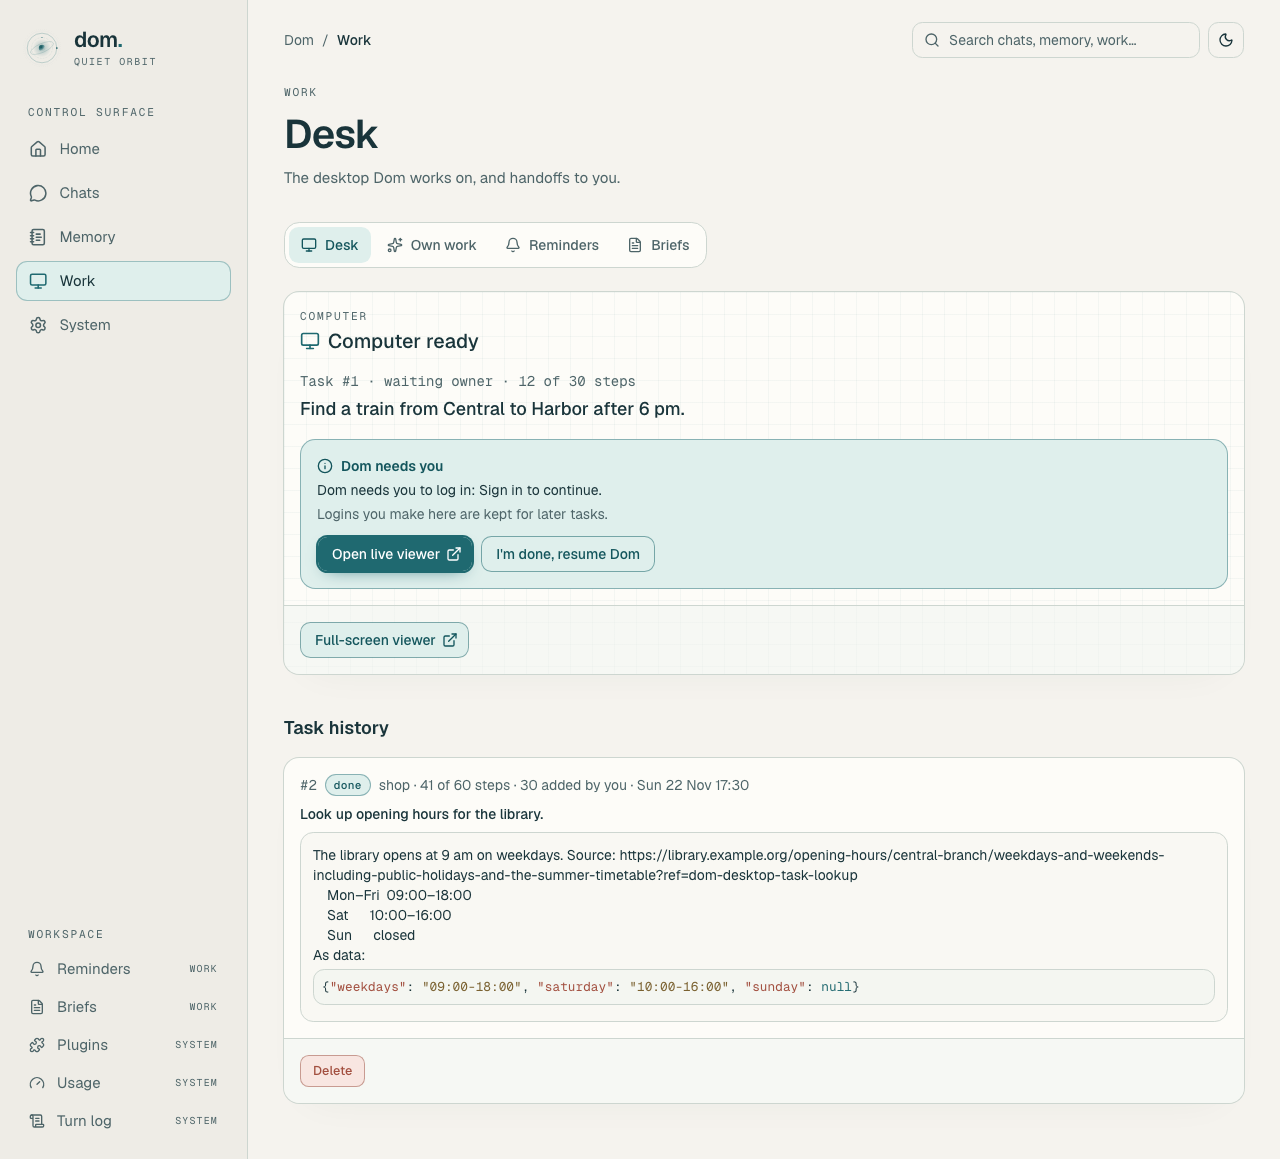 dom.
QUIET ORBIT
CONTROL SURFACE
Home
Chats
Memory
Work
System
WORKSPACE
Reminders WORK
Briefs WORK
Plugins SYSTEM
Usage SYSTEM
Turn log SYSTEM
Dom / Work
Search chats, memory, work...
WORK
Desk
The desktop Dom works on, and handoffs to you.
Desk Own work Reminders Briefs
COMPUTER
Computer ready
Task #1 · waiting owner · 12 of 30 steps
Find a train from Central to Harbor after 6 pm.
Dom needs you
Dom needs you to log in: Sign in to continue.
Logins you make here are kept for later tasks.
Open live viewer I'm done, resume Dom
Full-screen viewer
Task history
#2 done shop · 41 of 60 steps · 30 added by you · Sun 22 Nov 17:30
Look up opening hours for the library.
The library opens at 9 am on weekdays. Source: https://library.example.org/opening-hours/central-branch/weekdays-and-weekends-
including-public-holidays-and-the-summer-timetable?ref=dom-desktop-task-lookup
Mon–Fri 09:00–18:00
Sat 10:00–16:00
Sun closed
As data:
{"weekdays": "09:00-18:00", "saturday": "10:00-16:00", "sunday": null}
Delete